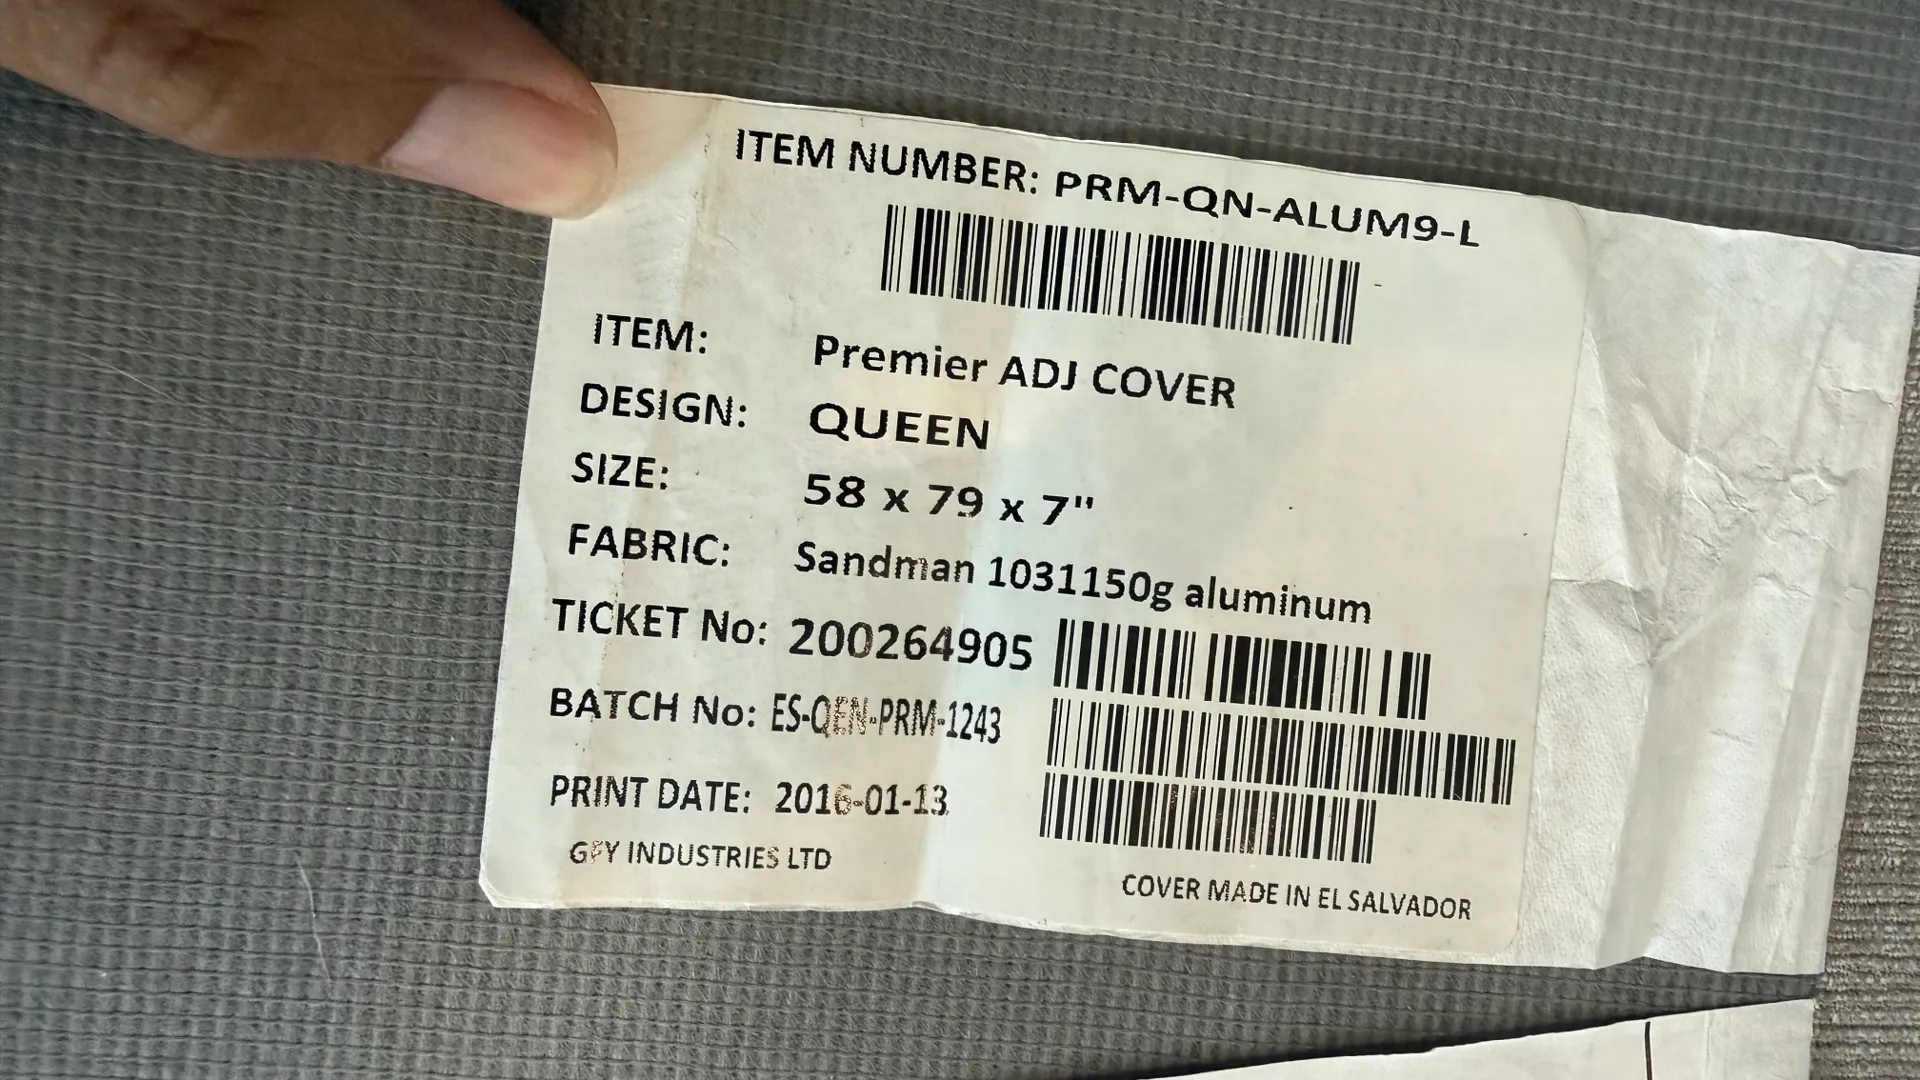 ITEM NUMBER: PRM-QN-ALUM9-L
ITEM: Premier ADJ COVER
DESIGN: QUEEN
SIZE: 58 x 79 x 7"
FABRIC: Sandman 1031150g aluminum
TICKET No: 200264905
BATCH No: ES-QEN-PRM-1243
PRINT DATE: 2016-01-13
INDUSTRIES LTD
COVER MADE IN EL SALVADOR